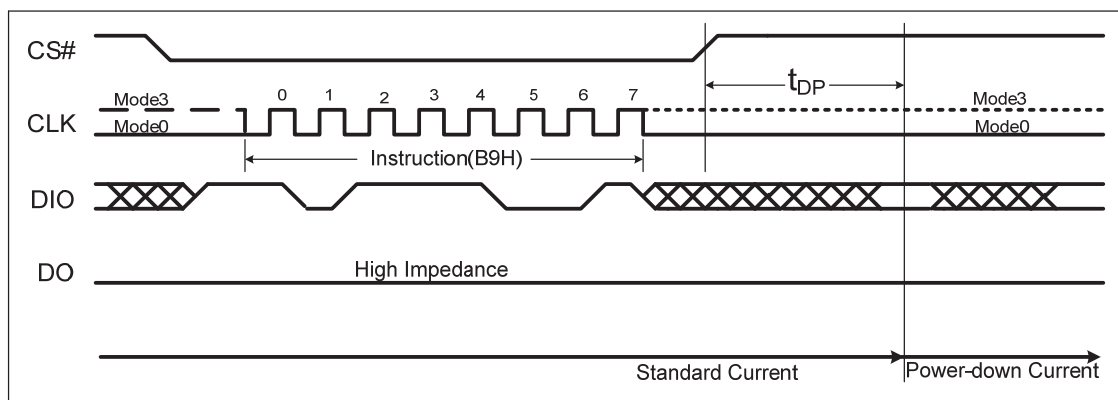 CS#
tDP
Mode3 0 1 2 3 4 5 6 7 Mode3
CLK
Mode0 Mode0
Instruction(B9H)
DIO
DO High Impedance
Standard Current Power-down Current